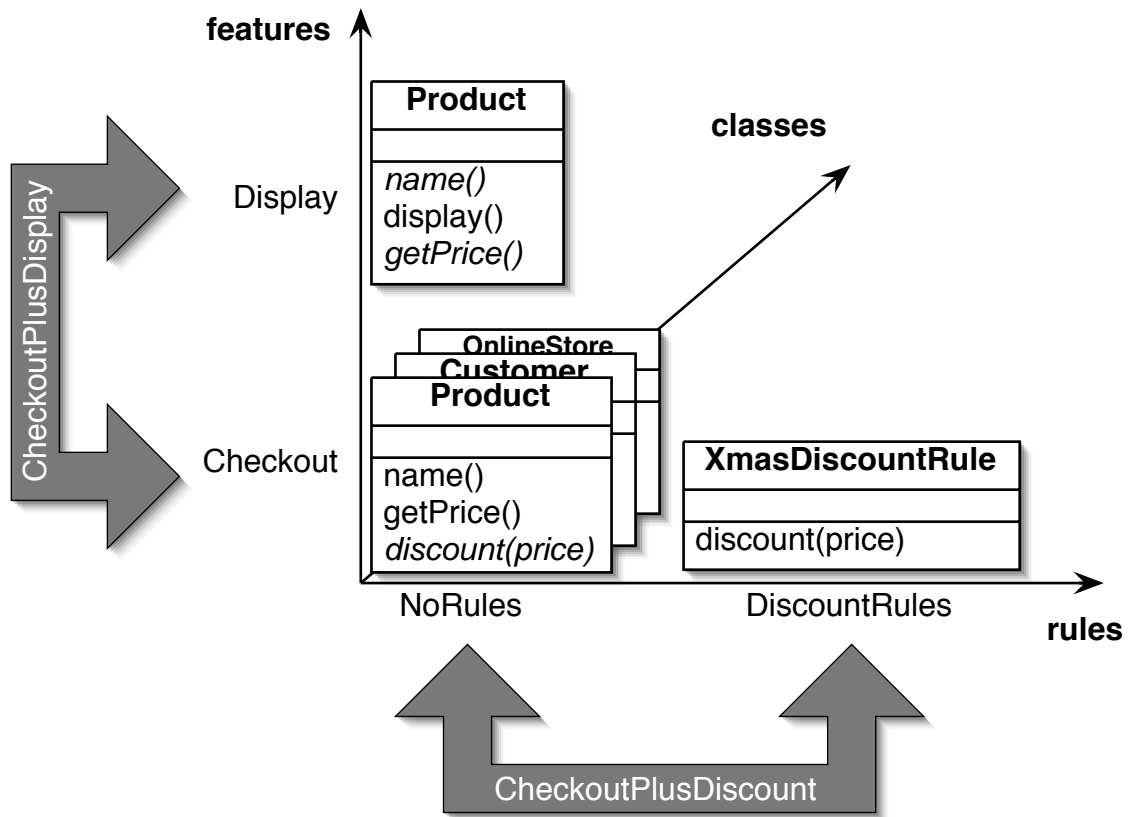 features
Product
classes
name()
Display
display()
getPrice()
CheckoutPlusDisplay
OnlineStore
Customer
Product
Checkout
name()
getPrice()
discount(price)
XmasDiscountRule
discount(price)
NoRules
DiscountRules
rules
CheckoutPlusDiscount